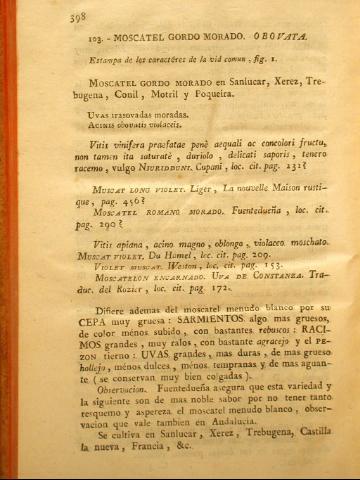 398
103. - MOSCATEL GORDO MORADO. OBOVATA.
Estampa de los caractéres de la vid comun, fig. 1.
MOSCATEL GORDO MORADO en Sanlucar, Xerez, Tre-
bugena, Conil, Motril y Foqueira.
UVAS trasovadas moradas.
ACINIS obovatis violaceis.
Vitis vinifera praefatae penè aequali ac concolori fructu,
non tamen ita saturatè, duriolo, delicati saporis, tenero
racemo, vulgo NIURIDDUNI. Cupani, loc. cit. pag. 232?
MUSCAT LONG VIOLET. Liger, La nouvelle Maison rusti-
que, pag. 456?
MOSCATEL ROMANO MORADO. Fuentedueña, loc. cit.
pag. 290?
Vitis apiana, acino magno, oblongo, violaceo moschato.
MUSCAT VIOLET. Du Hamel, loc. cit. pag. 209.
VIOLET MUSCAT. Weston, loc. cit. pag. 153.
MOSCATELON ENCARNADO. UVA DE CONSTANZA. Tra-
duc. del Rozier, loc. cit. pag. 172.
Difiere ademas del moscatel menudo blanco por su
CEPA muy gruesa: SARMIENTOS algo mas gruesos,
de color ménos subido, con bastantes rebuscos: RACI-
MOS grandes, muy ralos, con bastante agracejo y el PE-
ZON tierno: UVAS grandes, mas duras, de mas grueso
hollejo, ménos dulces, ménos tempranas y de mas aguan-
te (se conservan muy bien colgadas).
Observacion. Fuentedueña asegura que esta variedad y
la siguiente son de mas noble sabor por no tener tanto
resquemo y aspereza el moscatel menudo blanco, obser-
vacion que vale tambien en Andalucía.
Se cultiva en Sanlucar, Xerez, Trebugena, Castilla
la nueva, Francia, &c.